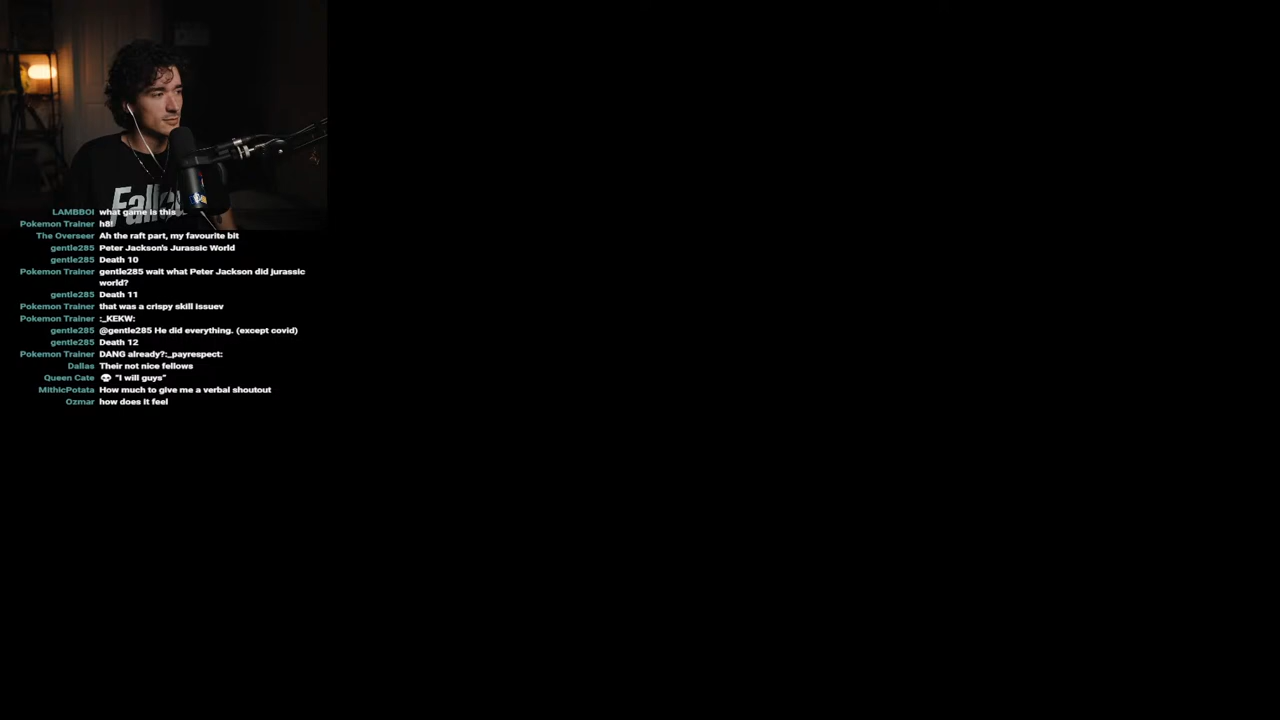 Fallou
LAMBBOI what game is this
Pokemon Trainer h8!
The Overseer Ah the raft part, my favourite bit
gentle285 Peter Jackson's Jurassic World
gentle285 Death 10
Pokemon Trainer gentle285 wait what Peter Jackson did jurassic
world?
gentle285 Death 11
Pokemon Trainer that was a crispy skill issuev
Pokemon Trainer :_KEKW:
gentle285 @gentle285 He did everything. (except covid)
gentle285 Death 12
Pokemon Trainer DANG already?:_payrespect:
Dallas Their not nice fellows
Queen Cate 💀 "I will guys"
MithicPotata How much to give me a verbal shoutout
Ozmar how does it feel